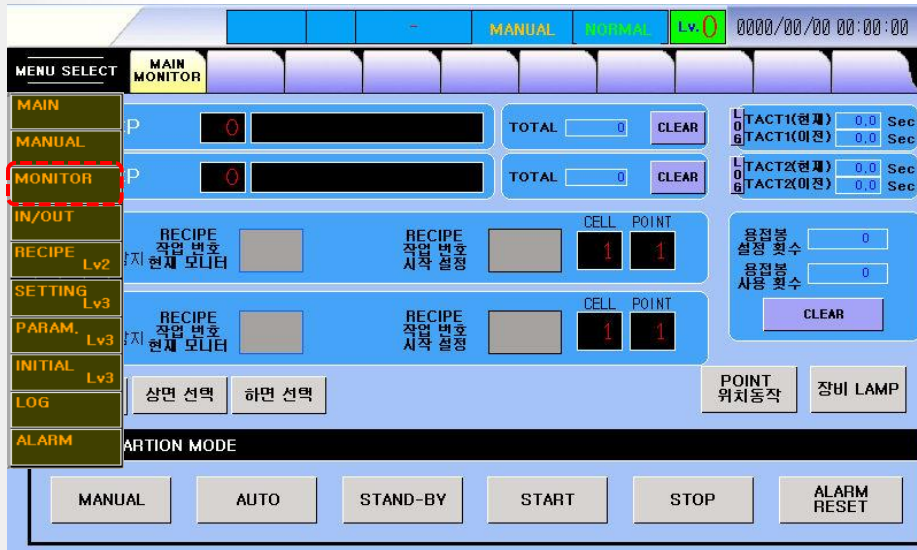 - MANUAL NORMAL Lv.0 0000/00/00 00:00:00
MENU SELECT MAIN MONITOR
MAIN
MANUAL
MONITOR
IN/OUT
RECIPE Lv2
SETTING Lv3
PARAM. Lv3
INITIAL Lv3
LOG
ALARM
P 0 TOTAL 0 CLEAR
LOG TACT1(현재) 0.0 Sec
TACT1(이전) 0.0 Sec
P 0 TOTAL 0 CLEAR
LOG TACT2(현재) 0.0 Sec
TACT2(이전) 0.0 Sec
CELL POINT
지 RECIPE 작업 번호 현재 모니터
RECIPE 작업 번호 시작 설정
1 1
용접봉 설정 횟수 0
용접봉 사용 횟수 0
CLEAR
CELL POINT
지 RECIPE 작업 번호 현재 모니터
RECIPE 작업 번호 시작 설정
1 1
상면 선택 하면 선택
POINT 위치동작
장비 LAMP
ARTION MODE
MANUAL AUTO STAND-BY START STOP ALARM RESET